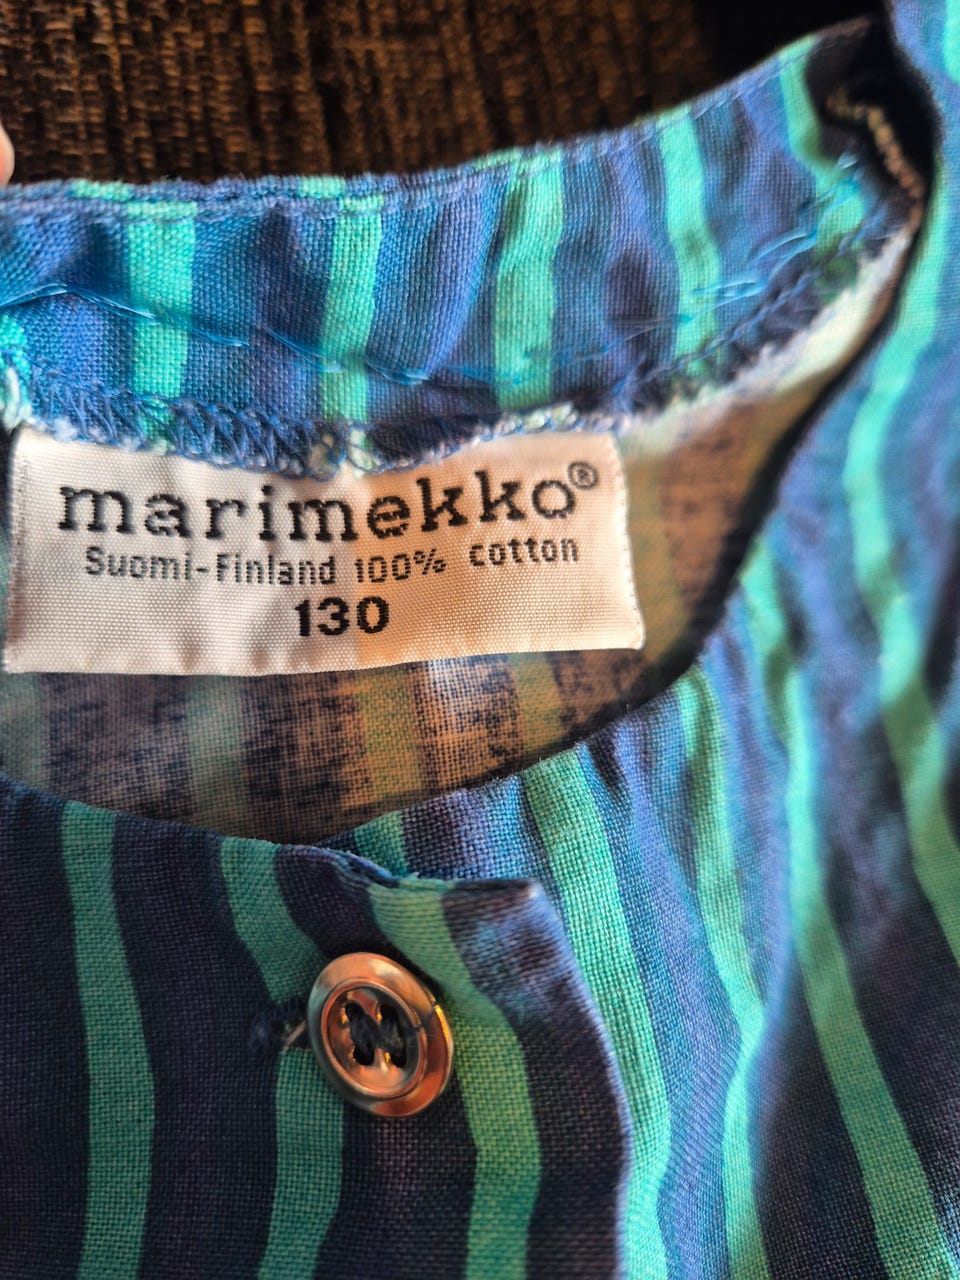 marimekko®
Suomi-Finland 100% cotton
130